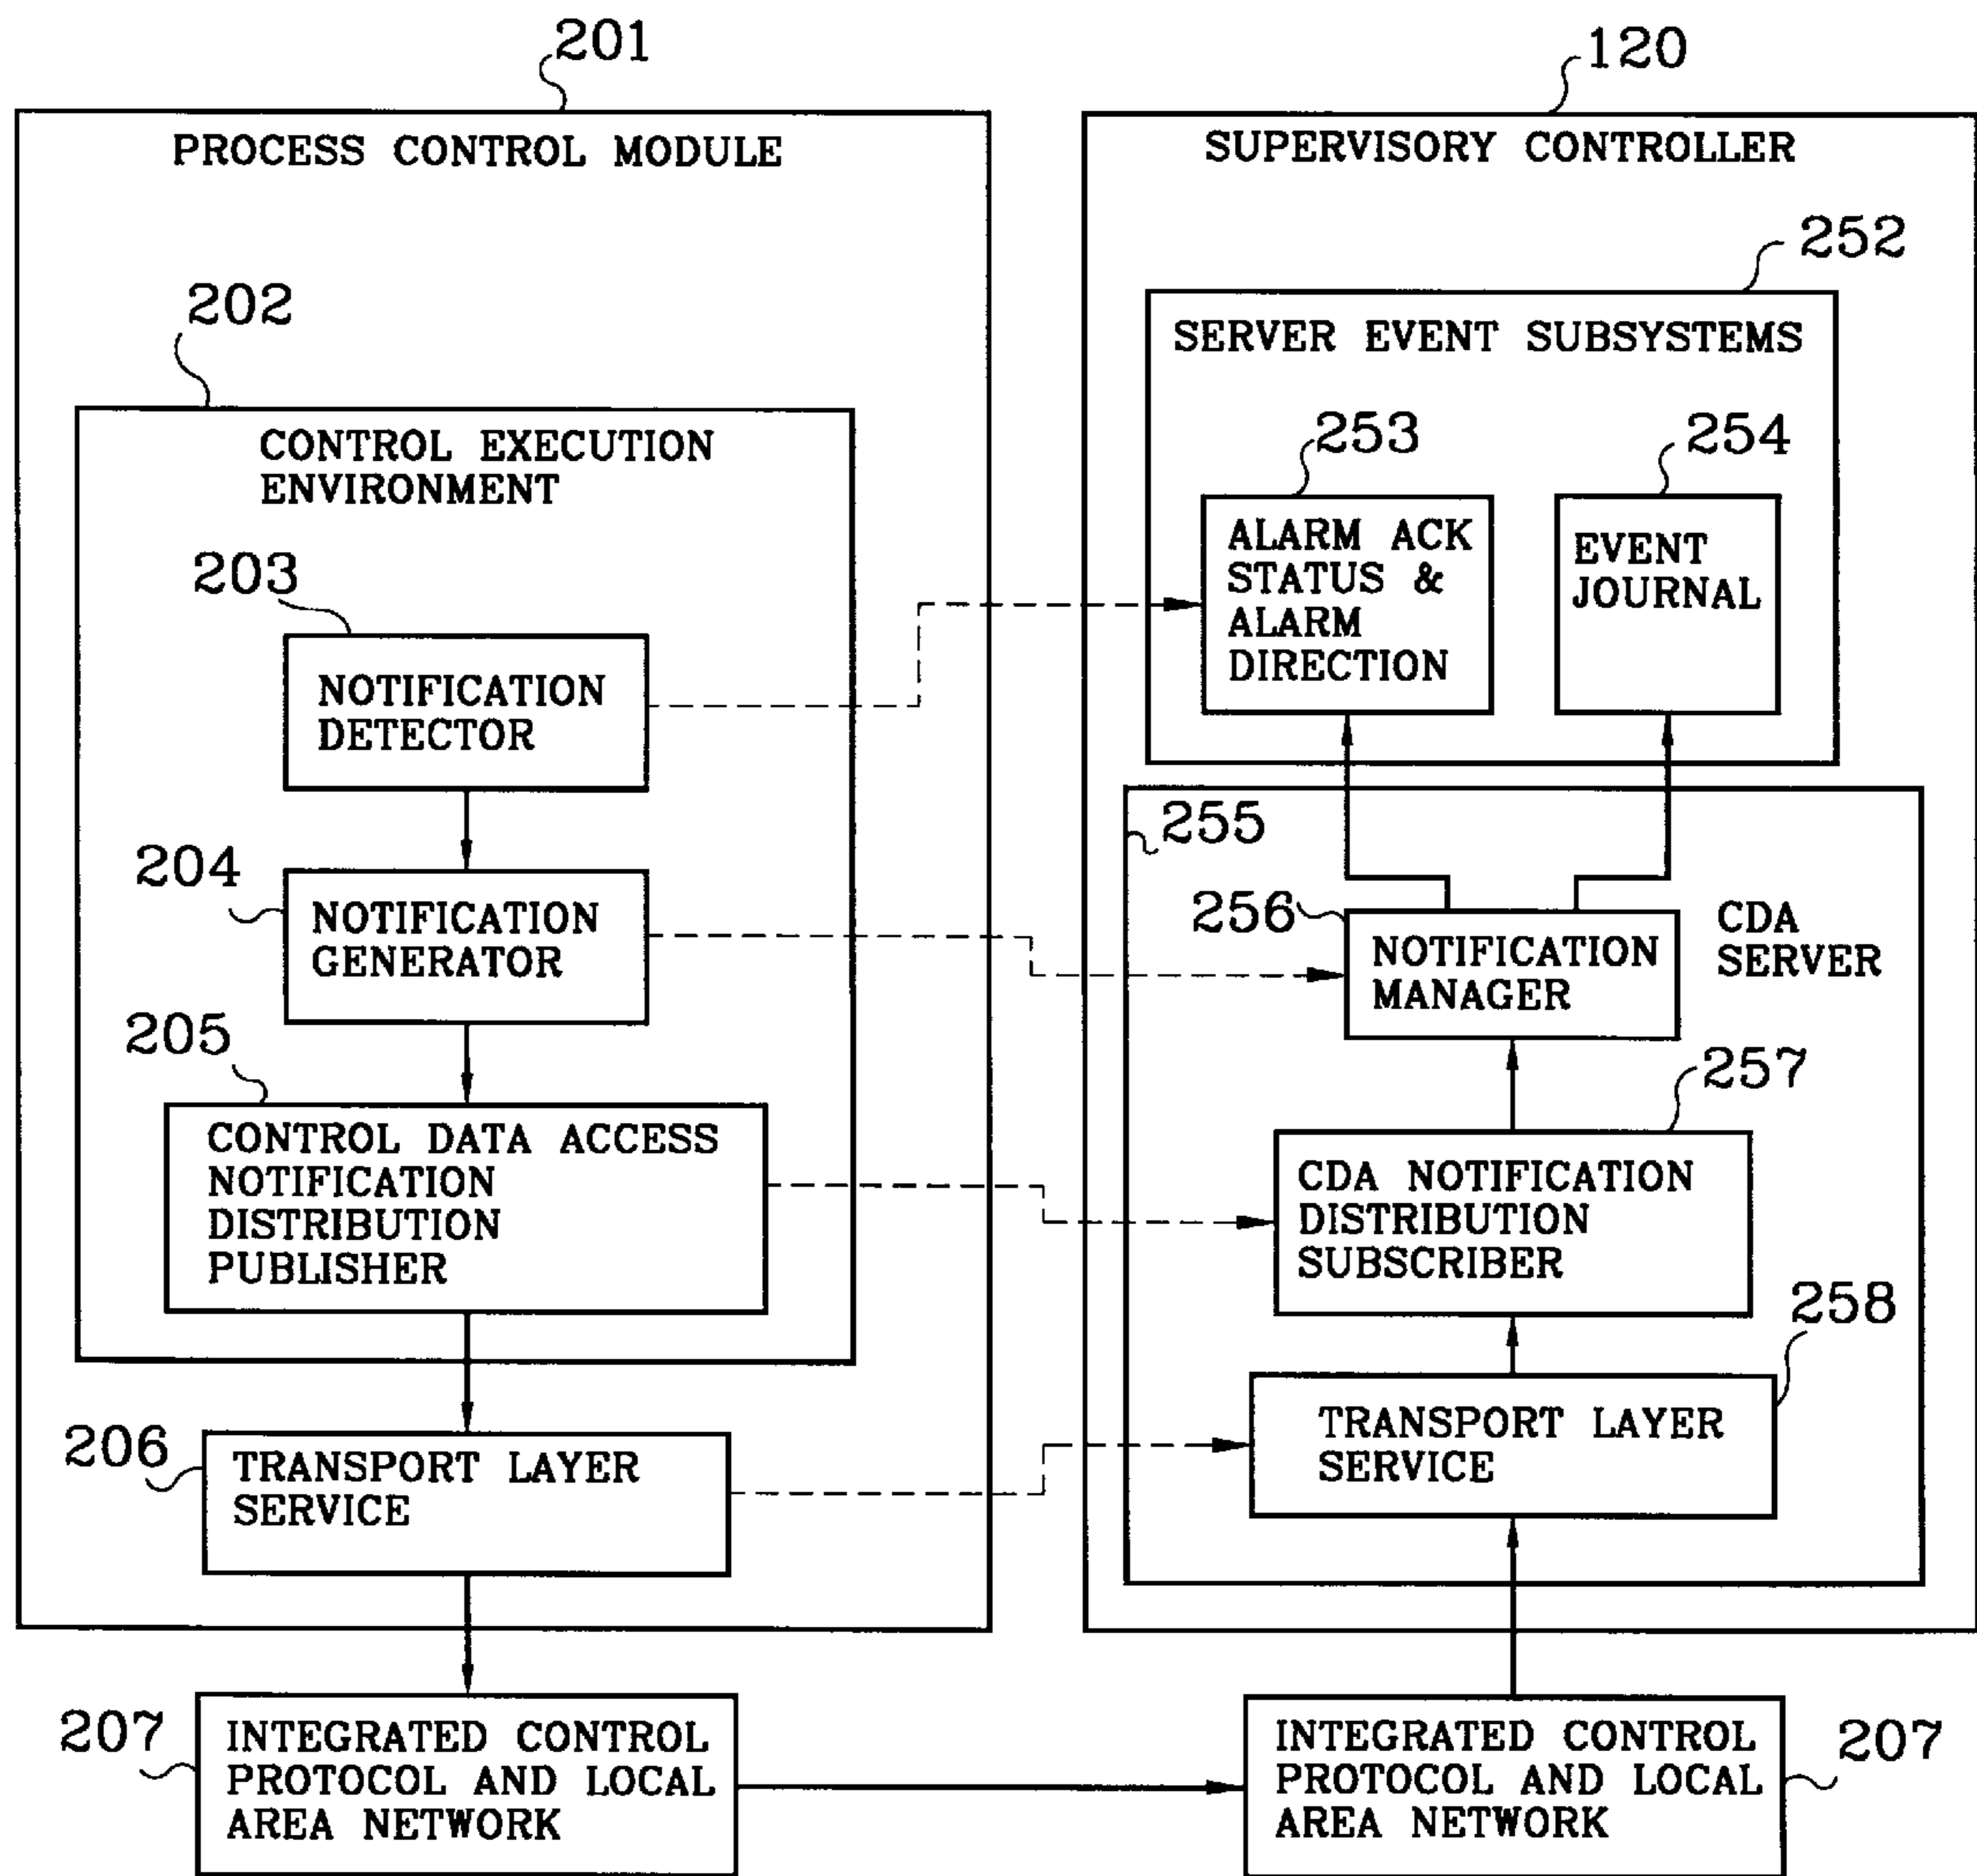 201
PROCESS CONTROL MODULE
202
CONTROL EXECUTION
ENVIRONMENT
203
NOTIFICATION
DETECTOR
204
NOTIFICATION
GENERATOR
205
CONTROL DATA ACCESS
NOTIFICATION
DISTRIBUTION
PUBLISHER
206
TRANSPORT LAYER
SERVICE
207
INTEGRATED CONTROL
PROTOCOL AND LOCAL
AREA NETWORK
120
SUPERVISORY CONTROLLER
252
SERVER EVENT SUBSYSTEMS
253
ALARM ACK
STATUS &
ALARM
DIRECTION
254
EVENT
JOURNAL
255
CDA
SERVER
256
NOTIFICATION
MANAGER
257
CDA NOTIFICATION
DISTRIBUTION
SUBSCRIBER
258
TRANSPORT LAYER
SERVICE
INTEGRATED CONTROL
PROTOCOL AND LOCAL
AREA NETWORK
207